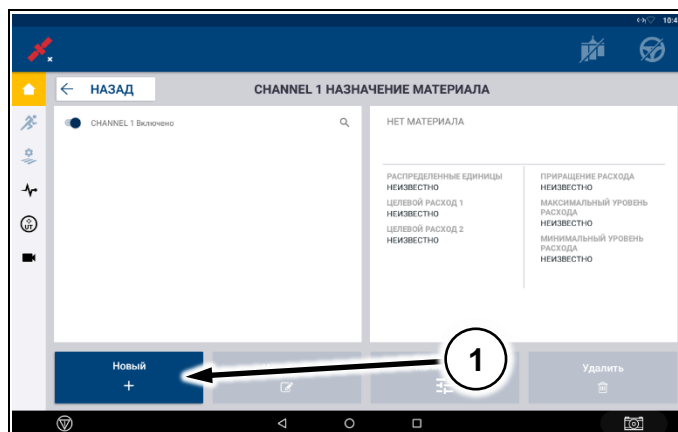 10:4
НАЗАД
CHANNEL 1 НАЗНАЧЕНИЕ МАТЕРИАЛА
CHANNEL 1 Включено
НЕТ МАТЕРИАЛА
РАСПРЕДЕЛЕННЫЕ ЕДИНИЦЫ
НЕИЗВЕСТНО
ЦЕЛЕВОЙ РАСХОД 1
НЕИЗВЕСТНО
ЦЕЛЕВОЙ РАСХОД 2
НЕИЗВЕСТНО
ПРИРАЩЕНИЕ РАСХОДА
НЕИЗВЕСТНО
МАКСИМАЛЬНЫЙ УРОВЕНЬ
РАСХОДА
НЕИЗВЕСТНО
МИНИМАЛЬНЫЙ УРОВЕНЬ
РАСХОДА
НЕИЗВЕСТНО
UT
Новый
1
Удалить